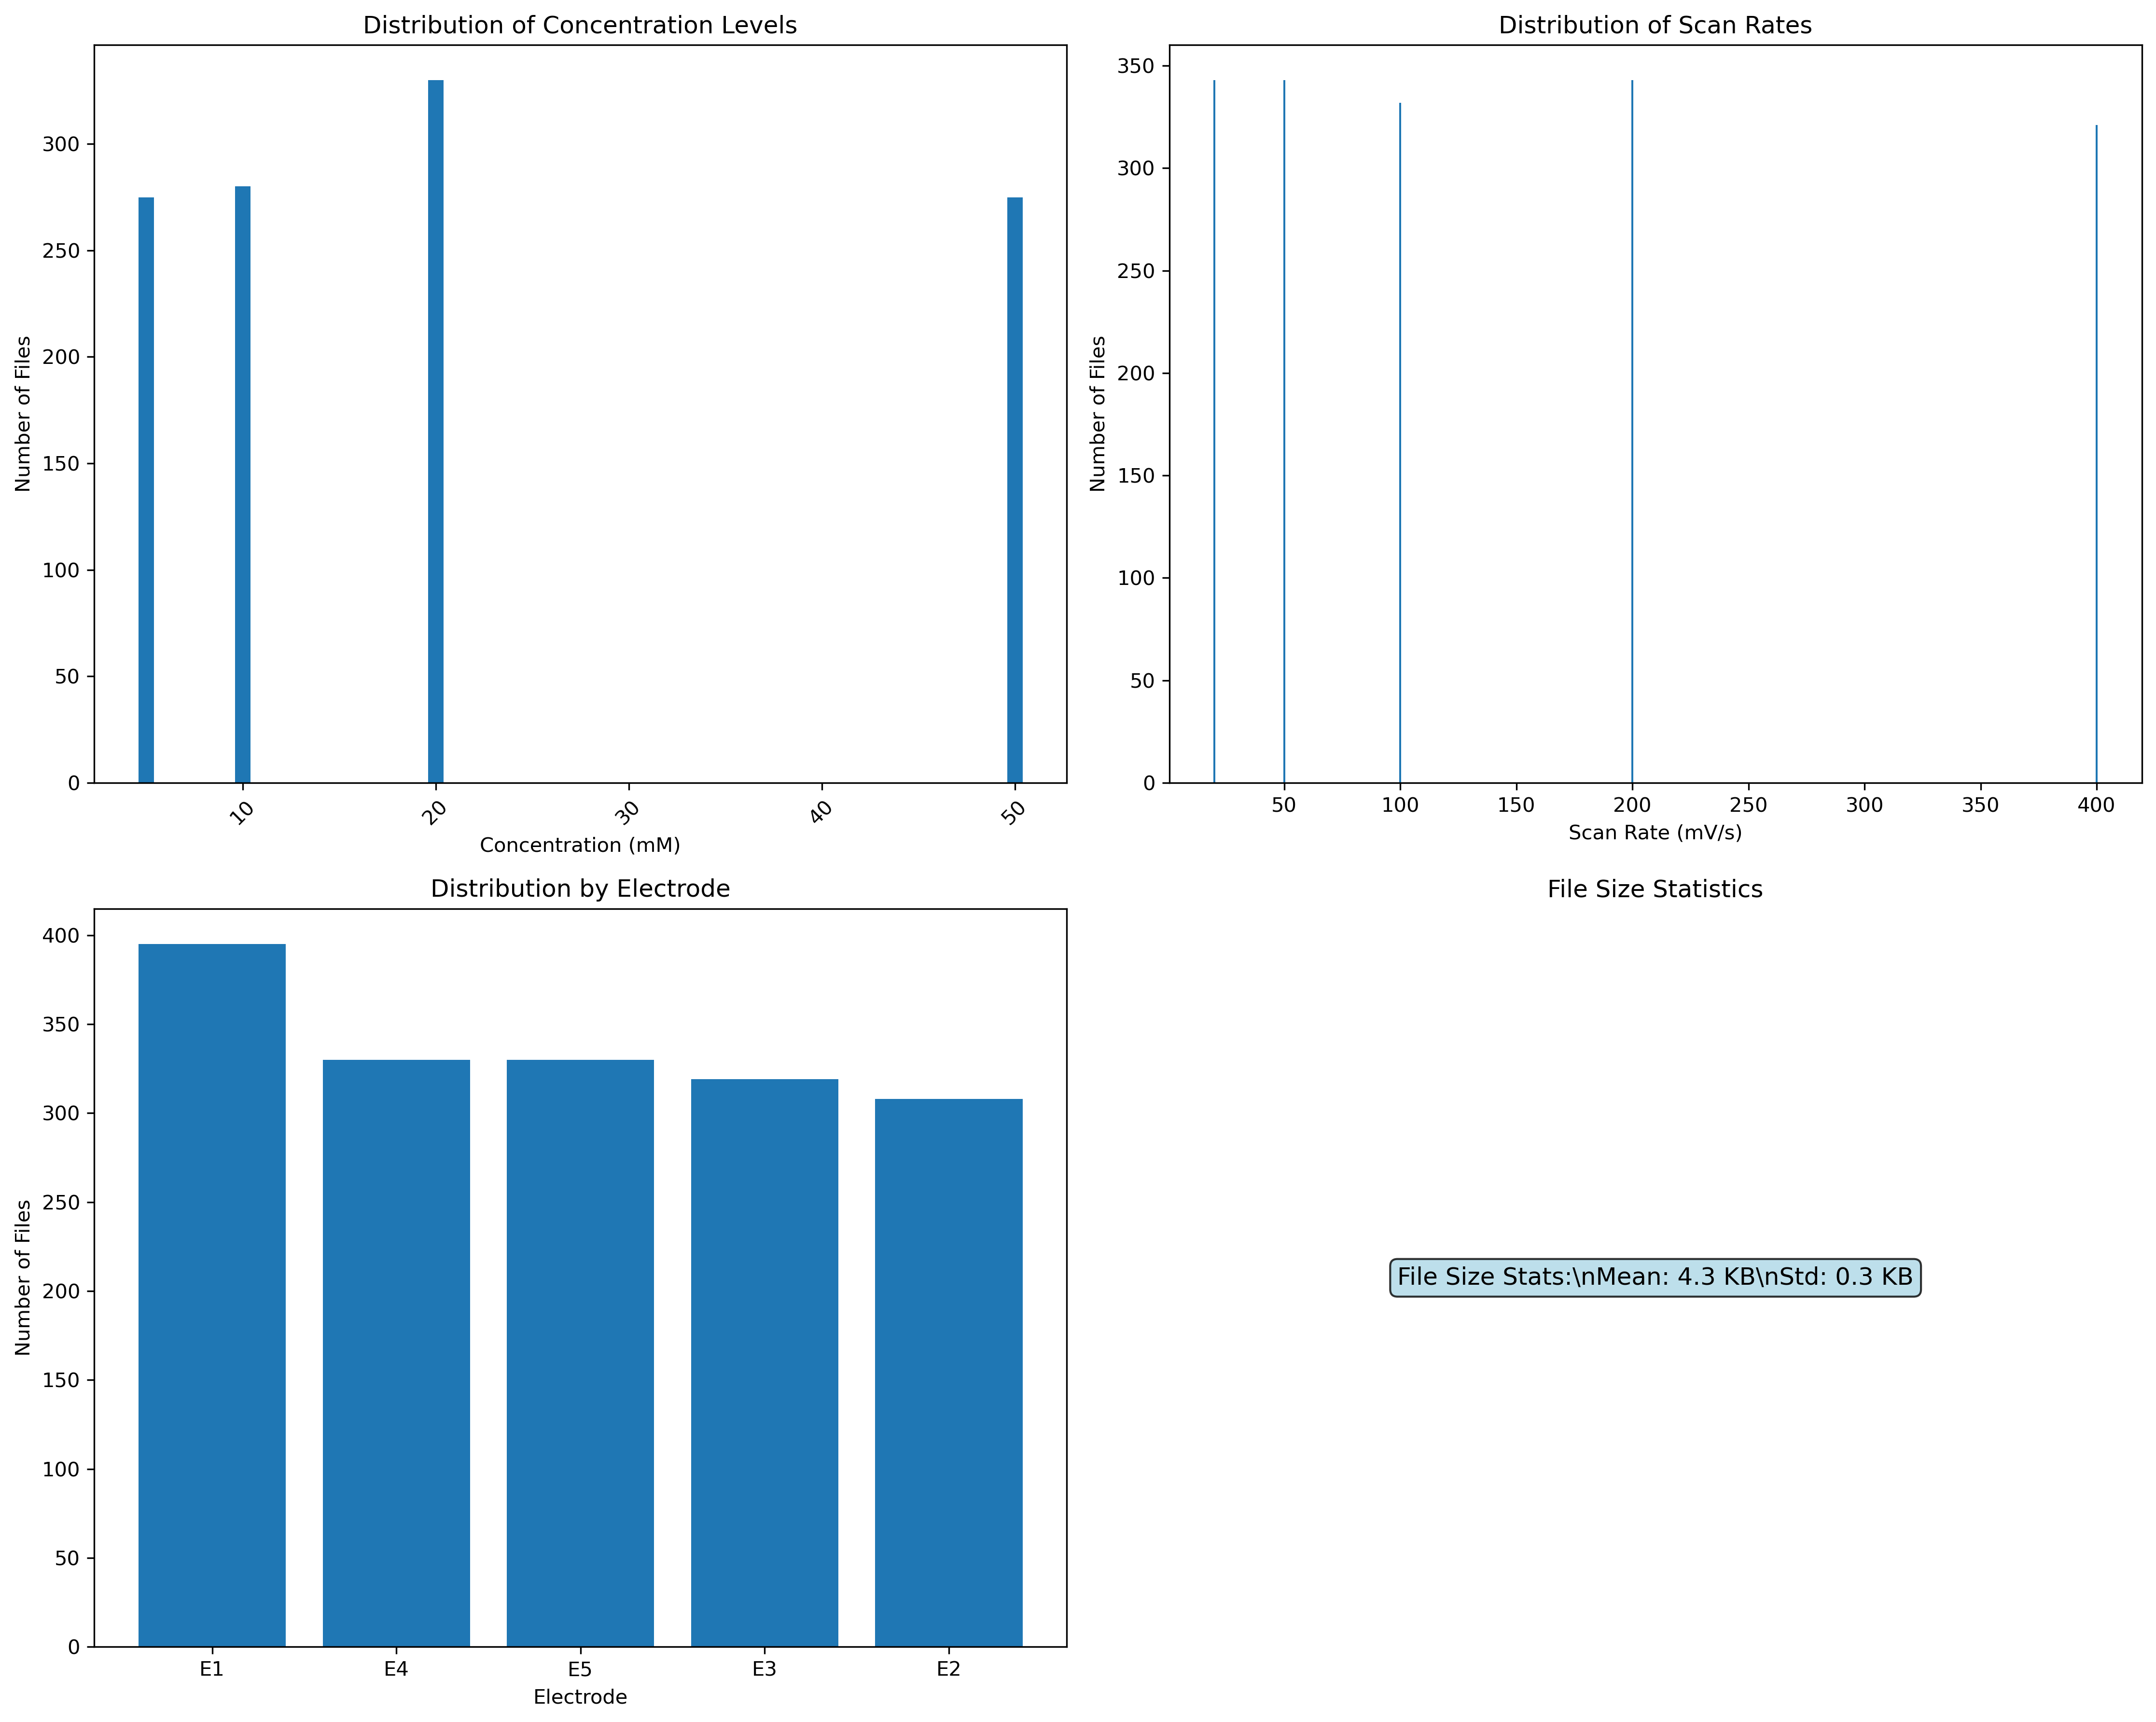 Distribution of Concentration Levels
Number of Files
300
250
200
150
100
50
0
10
20
30
40
50
Concentration (mM)
Distribution of Scan Rates
Number of Files
350
300
250
200
150
100
50
0
50
100
150
200
250
300
350
400
Scan Rate (mV/s)
Distribution by Electrode
Number of Files
400
350
300
250
200
150
100
50
0
E1
E4
E5
E3
E2
Electrode
File Size Statistics
File Size Stats:\nMean: 4.3 KB\nStd: 0.3 KB